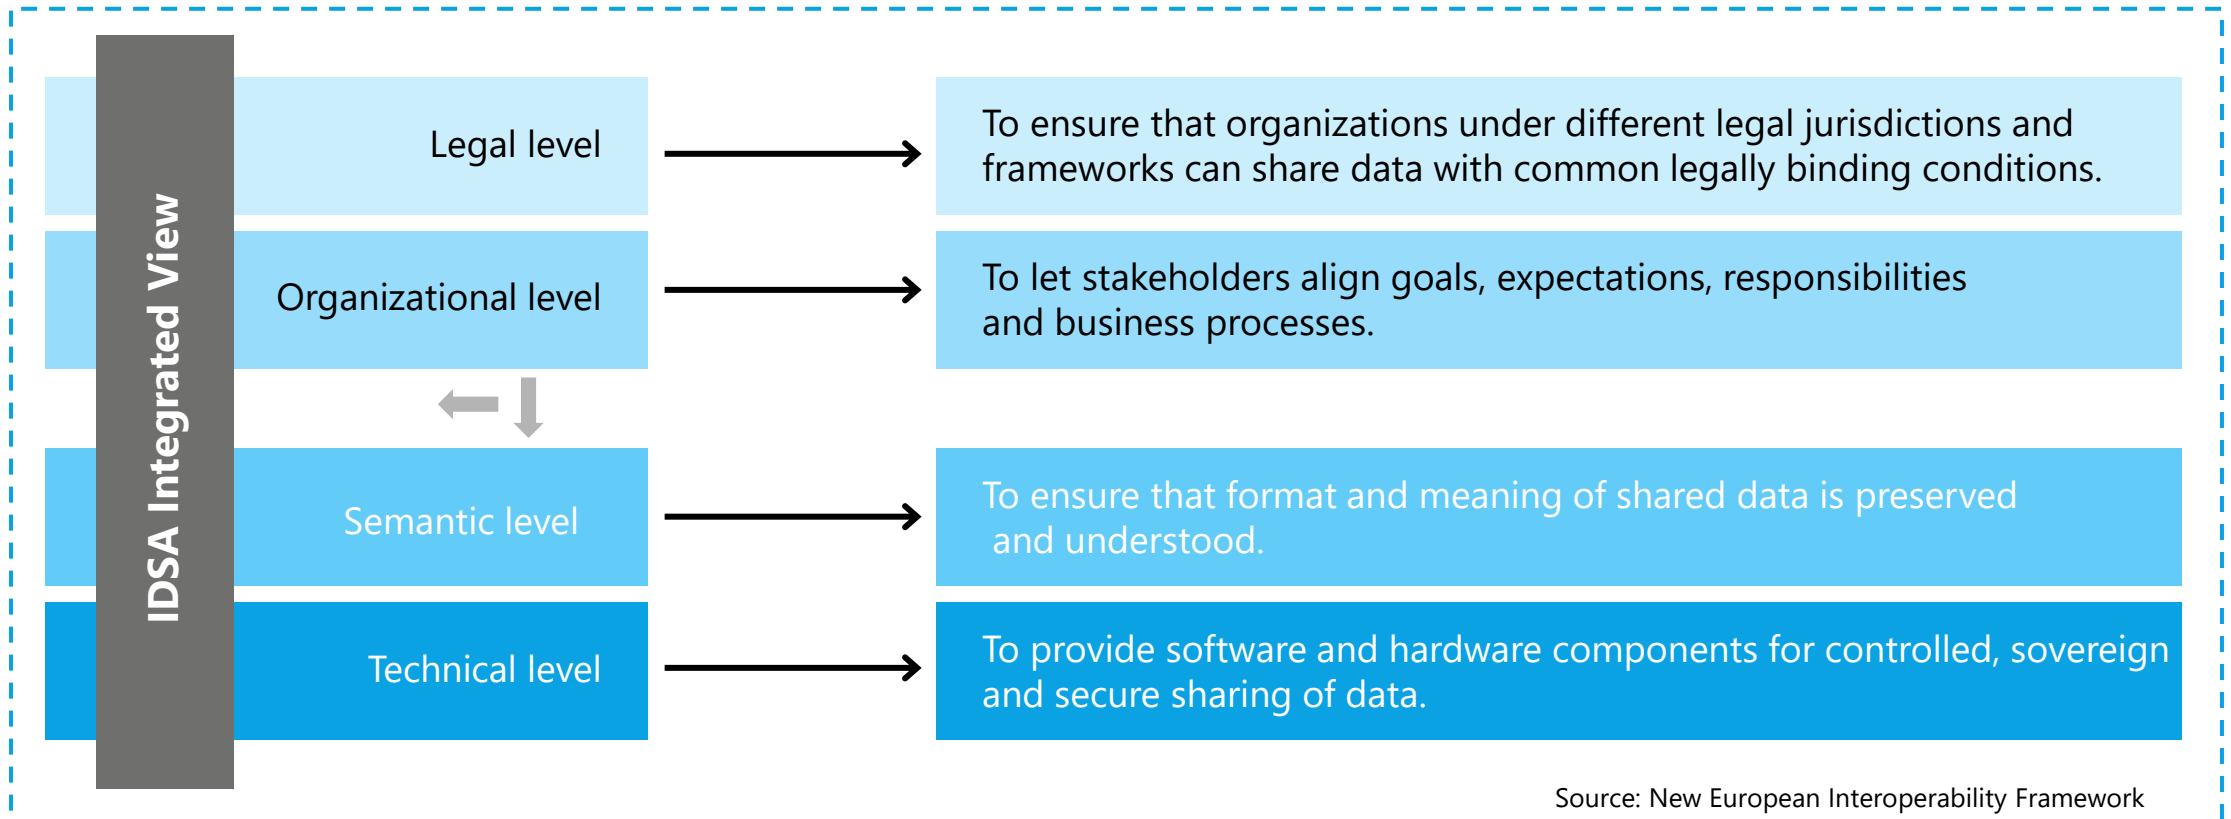 IDSA Integrated View
Legal level
To ensure that organizations under different legal jurisdictions and
frameworks can share data with common legally binding conditions.
Organizational level
To let stakeholders align goals, expectations, responsibilities
and business processes.
Semantic level
To ensure that format and meaning of shared data is preserved
and understood.
Technical level
To provide software and hardware components for controlled, sovereign
and secure sharing of data.
Source: New European Interoperability Framework